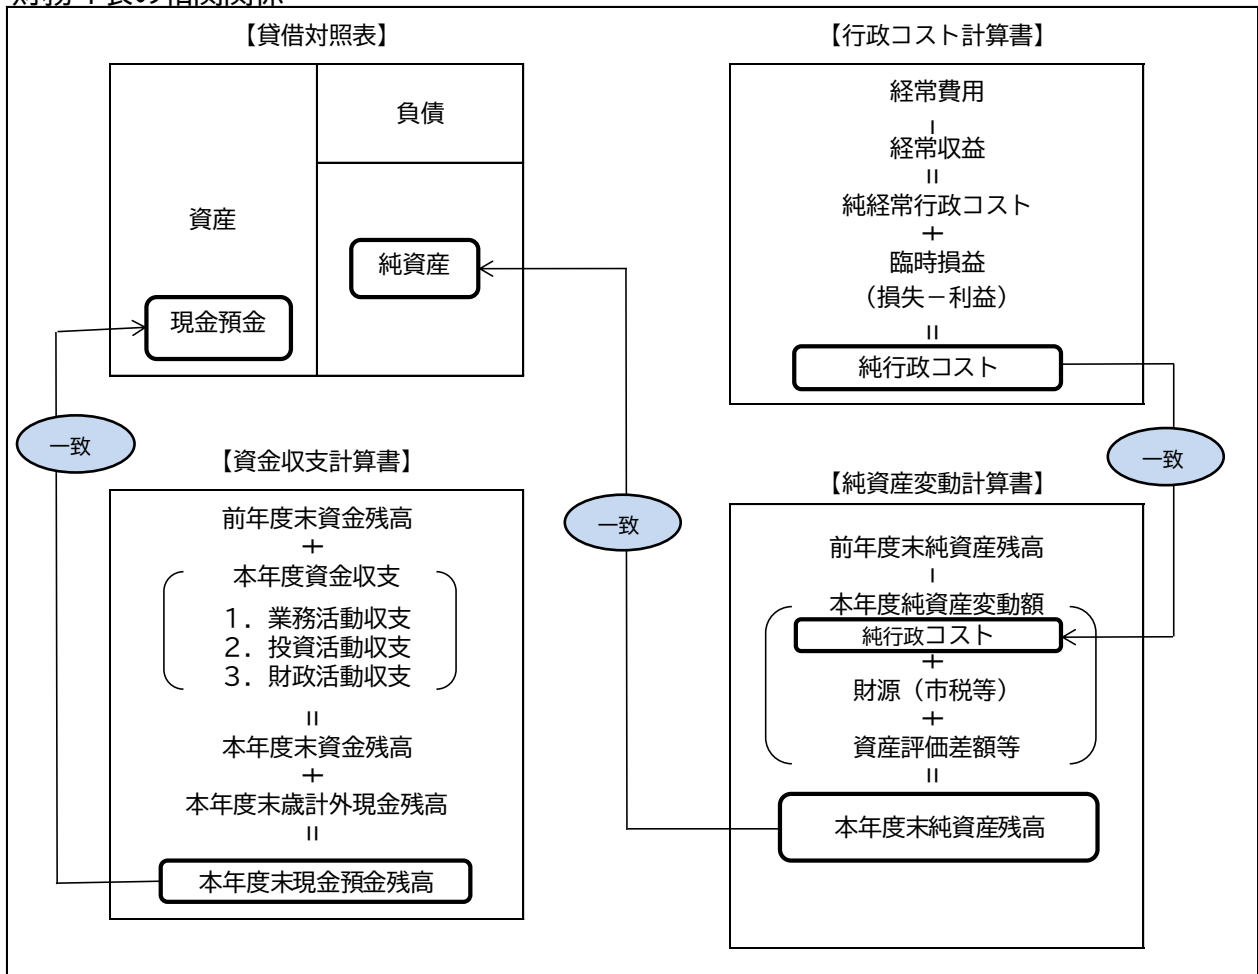 財務4表の相関関係
【貸借対照表】
資産
現金預金
負債
純資産
【行政コスト計算書】
経常費用
－
経常収益
＝
純経常行政コスト
＋
臨時損益
（損失－利益）
＝
純行政コスト
一致
一致
一致
【資金収支計算書】
前年度末資金残高
＋
本年度資金収支
1．業務活動収支
2．投資活動収支
3．財政活動収支
＝
本年度末資金残高
＋
本年度末歳計外現金残高
＝
本年度末現金預金残高
【純資産変動計算書】
前年度末純資産残高
－
本年度純資産変動額
純行政コスト
＋
財源（市税等）
＋
資産評価差額等
＝
本年度末純資産残高